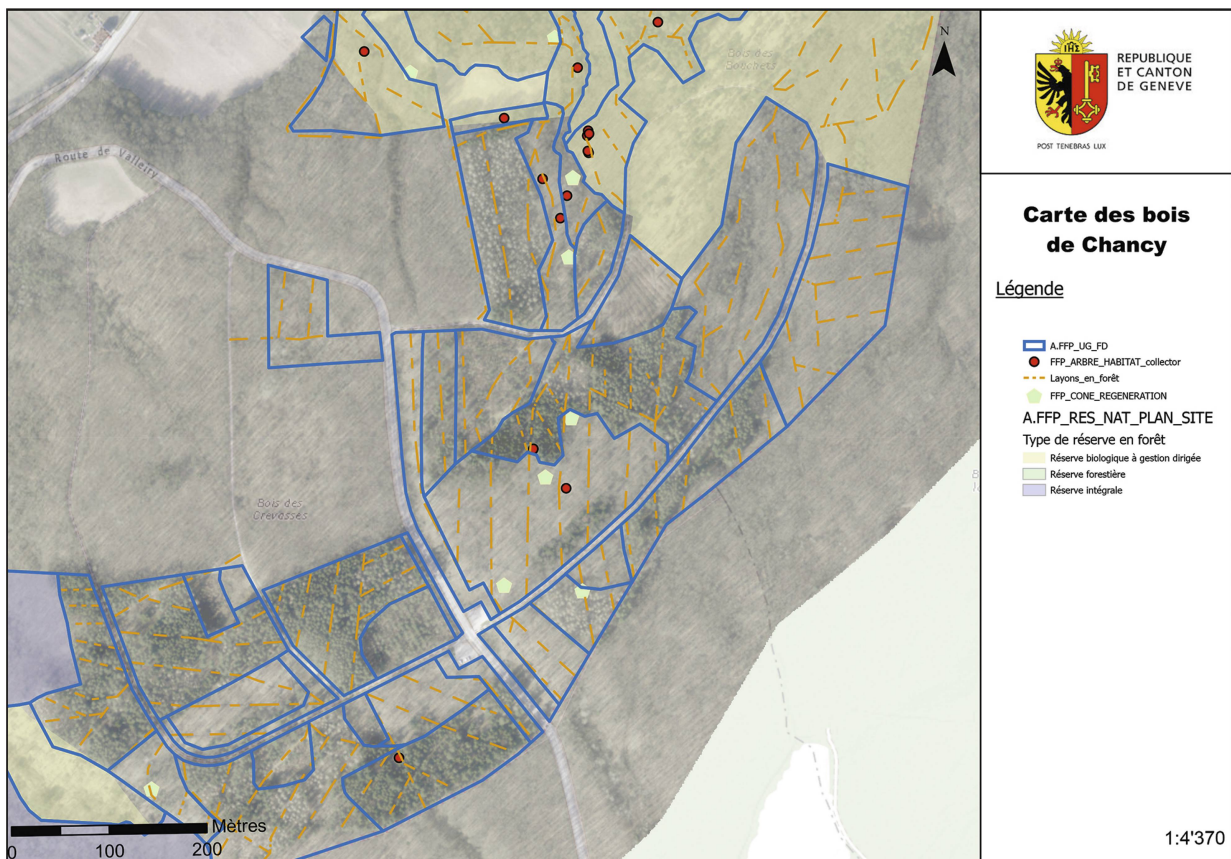 Bois des
Bouchets
N
Route de Valleiry
Bois des
Crevasses
Mètres
0
100
200
IHS
REPUBLIQUE
ET CANTON
DE GENEVE
POST TENEBRAS LUX
Carte des bois
de Chancy
Légende
A.FFP_UG_FD
FFP_ARBRE_HABITAT_collector
Layons_en_forêt
FFP_CONE_REGENERATION
A.FFP_RES_NAT_PLAN_SITE
Type de réserve en forêt
Réserve biologique à gestion dirigée
Réserve forestière
Réserve intégrale
1:4'370